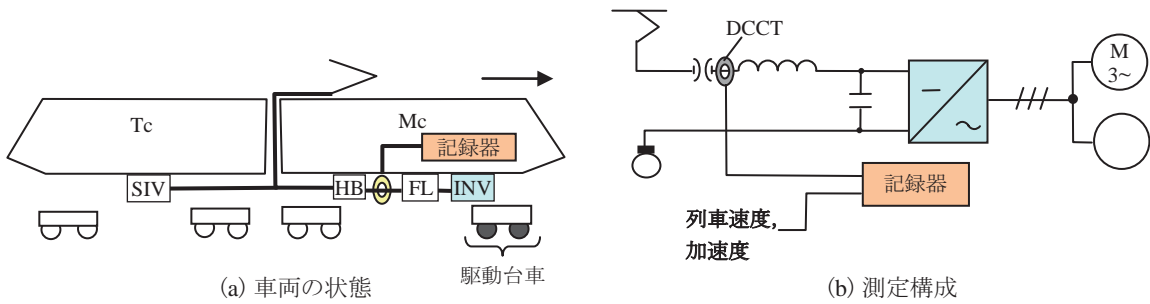 Tc
Mc
記録器
SIV
HB
FL
INV
駆動台車
(a) 車両の状態
DCCT
M
3~
記録器
列車速度,
加速度
(b) 測定構成